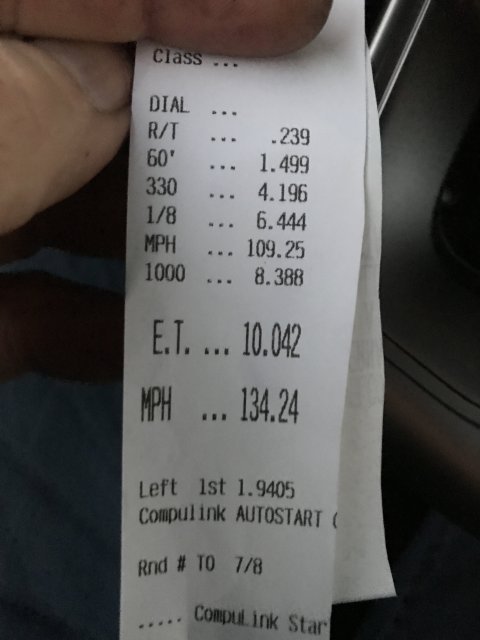 Class ...
DIAL ...
R/T ... .239
60' ... 1.499
330 ... 4.196
1/8 ... 6.444
MPH ... 109.25
1000 ... 8.388
E.T. ... 10.042
MPH ... 134.24
Left 1st 1.9405
Compulink AUTOSTART (
Rnd # TO 7/8
..... CompuLink Star